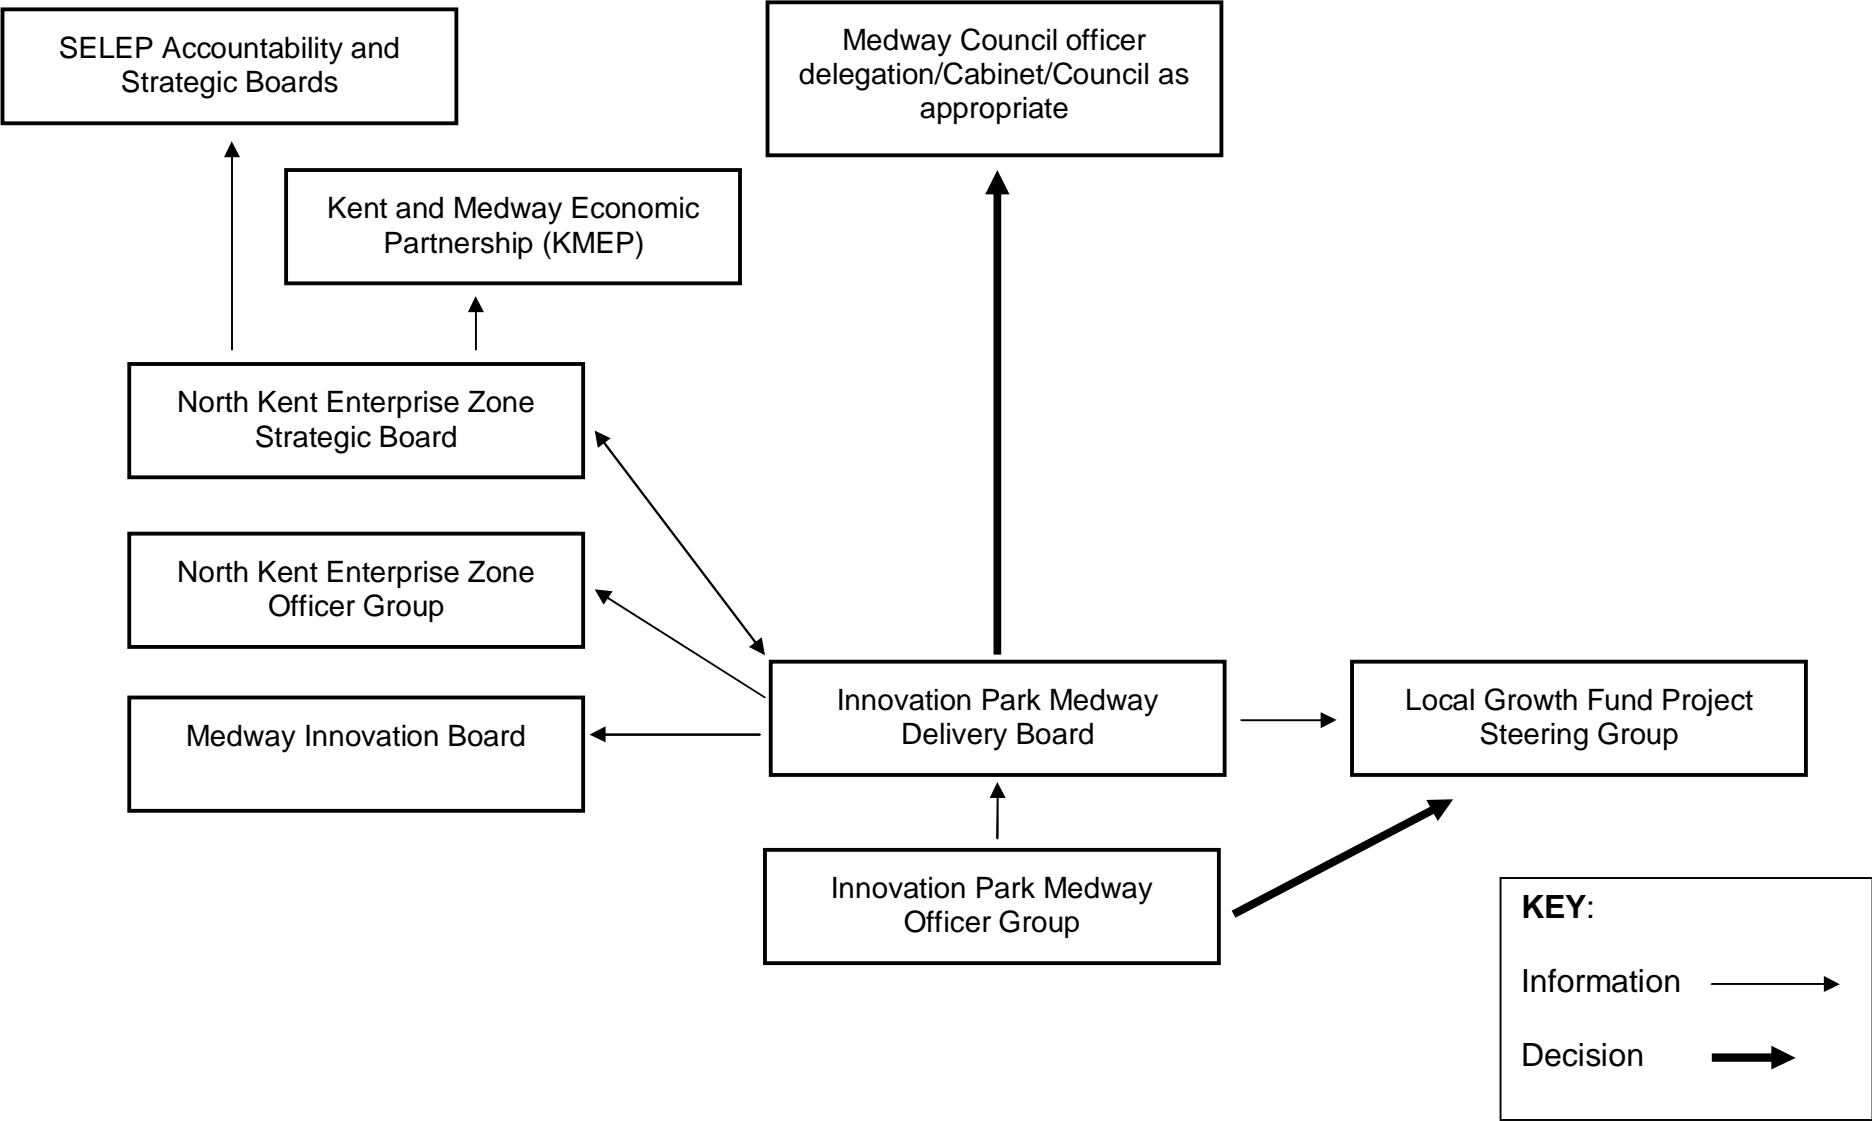 SELEP Accountability and
Strategic Boards
Medway Council officer
delegation/Cabinet/Council as
appropriate
Kent and Medway Economic
Partnership (KMEP)
North Kent Enterprise Zone
Strategic Board
North Kent Enterprise Zone
Officer Group
Medway Innovation Board
Innovation Park Medway
Delivery Board
Local Growth Fund Project
Steering Group
Innovation Park Medway
Officer Group
KEY:
Information
Decision